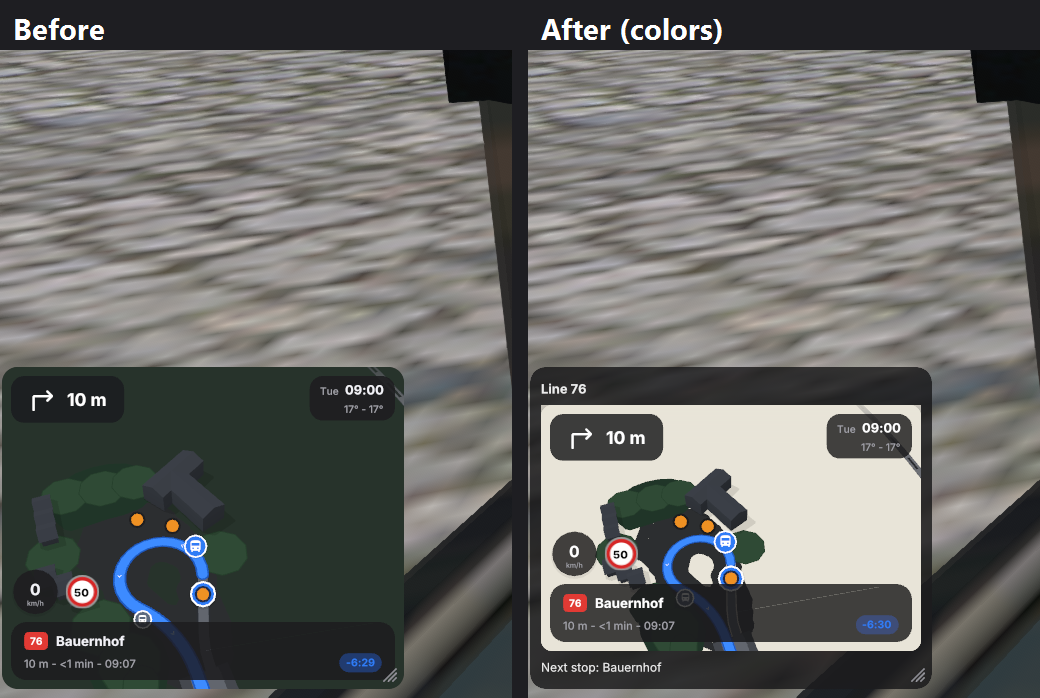 Before
After (colors)
10 m
Tue 09:00
17° - 17°
0
km/h
50
76 Bauernhof
10 m - <1 min - 09:07
-6:29
Line 76
10 m
Tue 09:00
17° - 17°
0
km/h
50
76 Bauernhof
10 m - <1 min - 09:07
-6:30
Next stop: Bauernhof